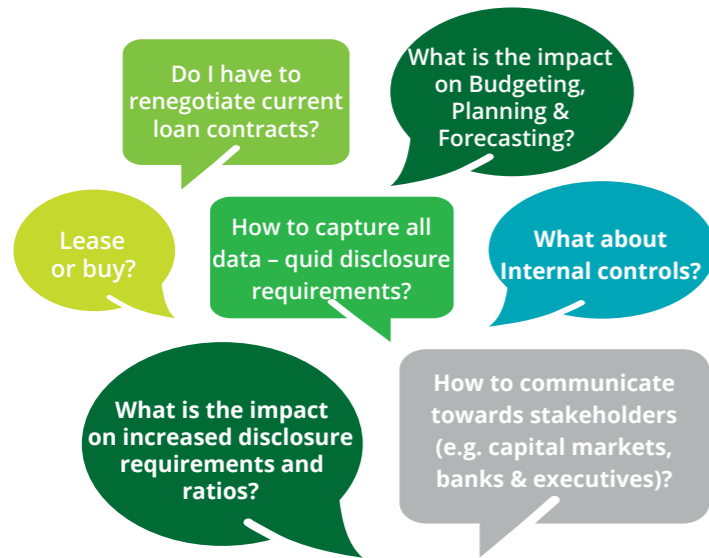 Do I have to
renegotiate current
loan contracts?
What is the impact
on Budgeting,
Planning &
Forecasting?
Lease
or buy?
How to capture all
data – quid disclosure
requirements?
What about
Internal controls?
What is the impact
on increased disclosure
requirements and
ratios?
How to communicate
towards stakeholders
(e.g. capital markets,
banks & executives)?